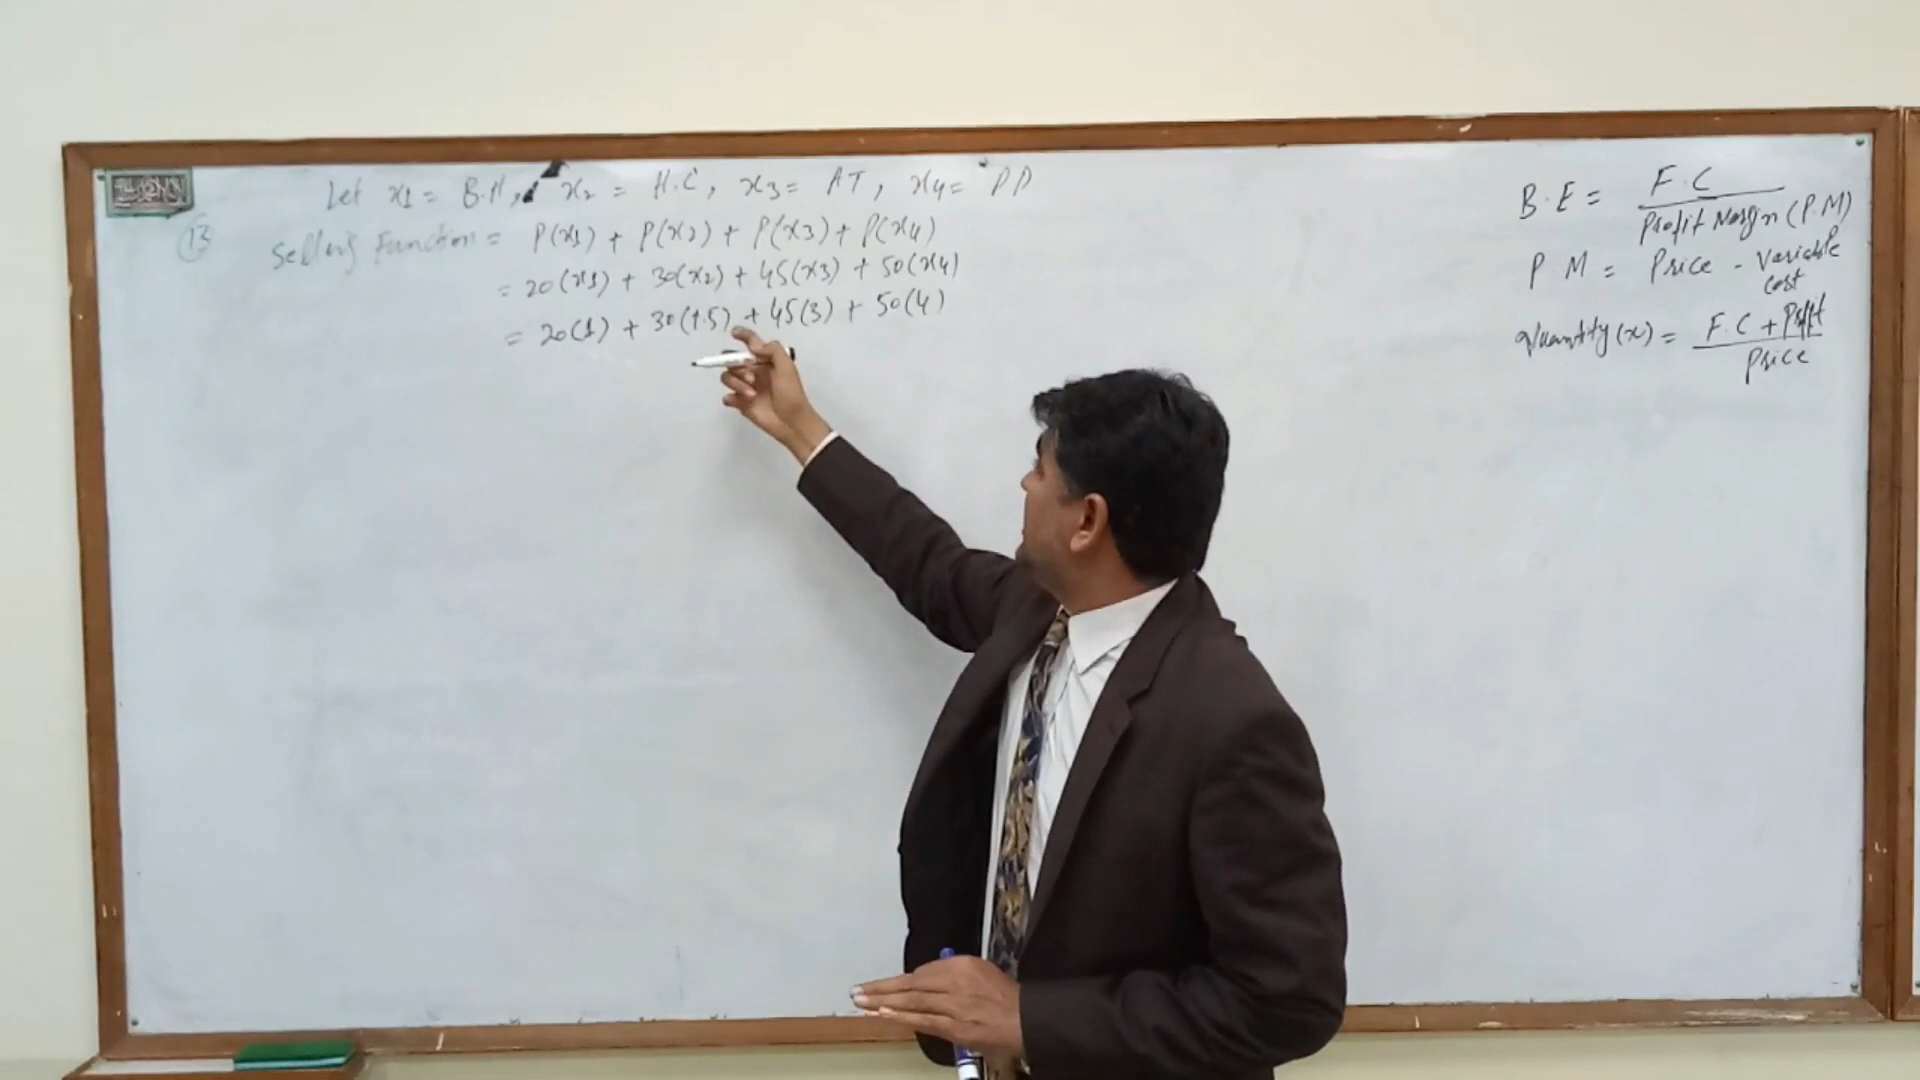 Let x1 = B.H, x2 = H.C, x3 = AT, x4 = PP
13 Selling Function = P(x1) + P(x2) + P(x3) + P(x4)
= 20(x1) + 30(x2) + 45(x3) + 50(x4)
= 20(1) + 30(1.5) + 45(3) + 50(4)
B.E = F.C
Profit Margin (P.M)
P M = Price - Variable
cost
Quantity(x) = F.C + Profit
Price